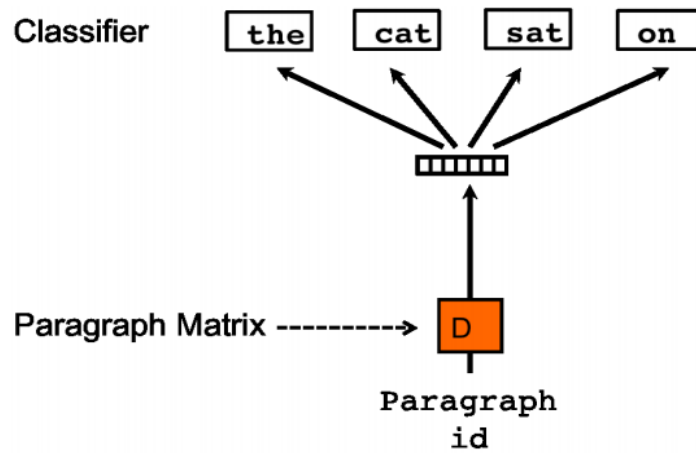 Classifier the cat sat on
Paragraph Matrix D
Paragraph
id